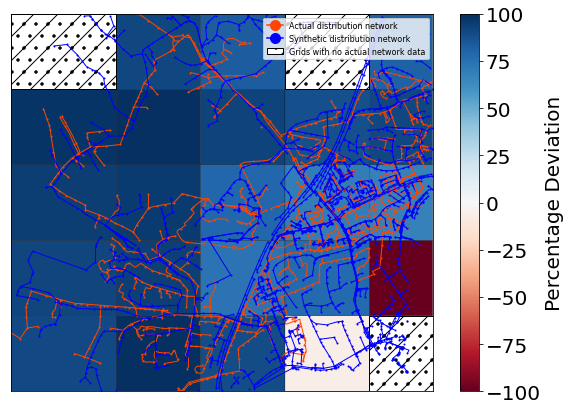 Actual distribution network
Synthetic distribution network
Grids with no actual network data
100
75
50
25
0
−25
−50
−75
−100
Percentage Deviation